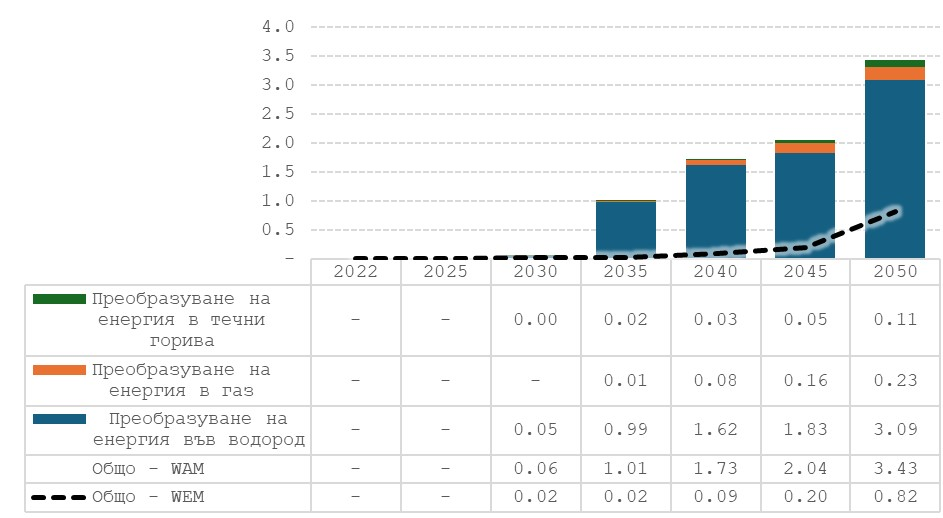 4.0
3.5
3.0
2.5
2.0
1.5
1.0
0.5
-
2022 2025 2030 2035 2040 2045 2050
Преобразуване на
енергия в течни
горива
- - 0.00 0.02 0.03 0.05 0.11
Преобразуване на
енергия в газ
- - - 0.01 0.08 0.16 0.23
Преобразуване на
енергия във водород
- - 0.05 0.99 1.62 1.83 3.09
Общо - WAM - - 0.06 1.01 1.73 2.04 3.43
Общо - WEM - - 0.02 0.02 0.09 0.20 0.82